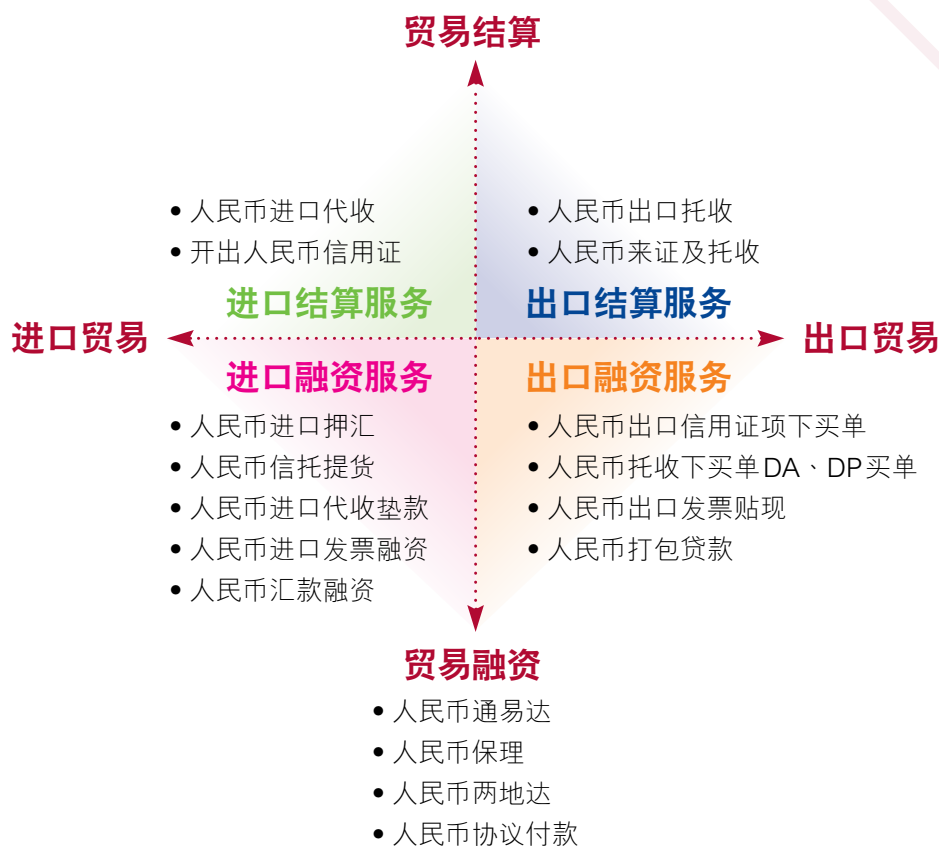 贸易结算
• 人民币进口代收
• 开出人民币信用证
进口结算服务
• 人民币出口托收
• 人民币来证及托收
出口结算服务
进口贸易
出口贸易
进口融资服务
• 人民币进口押汇
• 人民币信托提货
• 人民币进口代收垫款
• 人民币进口发票融资
• 人民币汇款融资
出口融资服务
• 人民币出口信用证项下买单
• 人民币托收下买单DA、DP买单
• 人民币出口发票贴现
• 人民币打包贷款
贸易融资
• 人民币通易达
• 人民币保理
• 人民币两地达
• 人民币协议付款